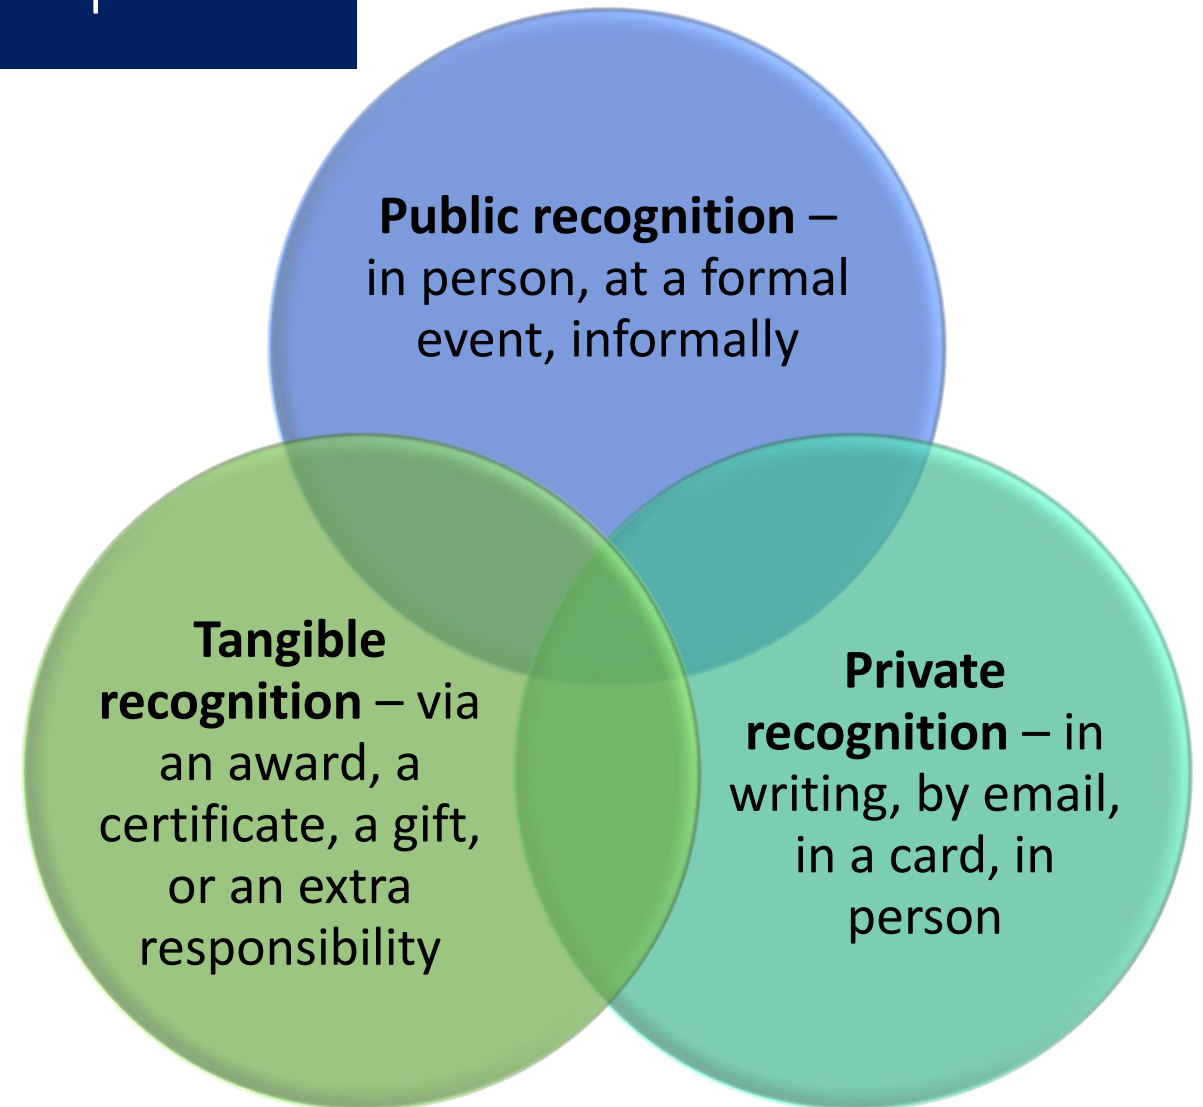 Public recognition –
in person, at a formal
event, informally
Tangible
recognition – via
an award, a
certificate, a gift,
or an extra
responsibility
Private
recognition – in
writing, by email,
in a card, in
person